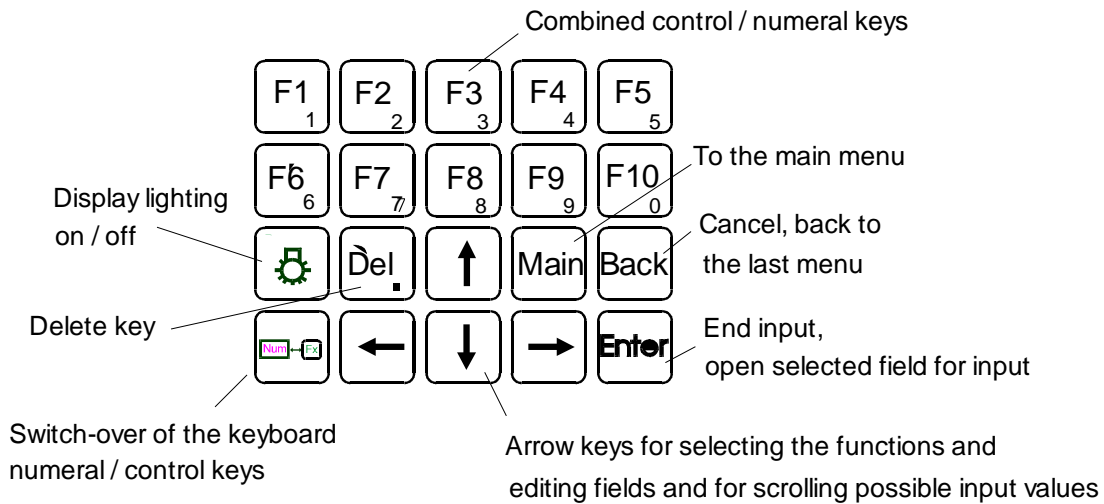 Combined control / numeral keys
F1 F2 F3 F4 F5
1 2 3 4 5
F6 F7 F8 F9 F10
6 7 8 9 0
To the main menu
Display lighting
on / off
Cancel, back to
the last menu
Del . Main Back
Delete key
End input,
open selected field for input
Num Fx Enter
Switch-over of the keyboard
numeral / control keys
Arrow keys for selecting the functions and
editing fields and for scrolling possible input values